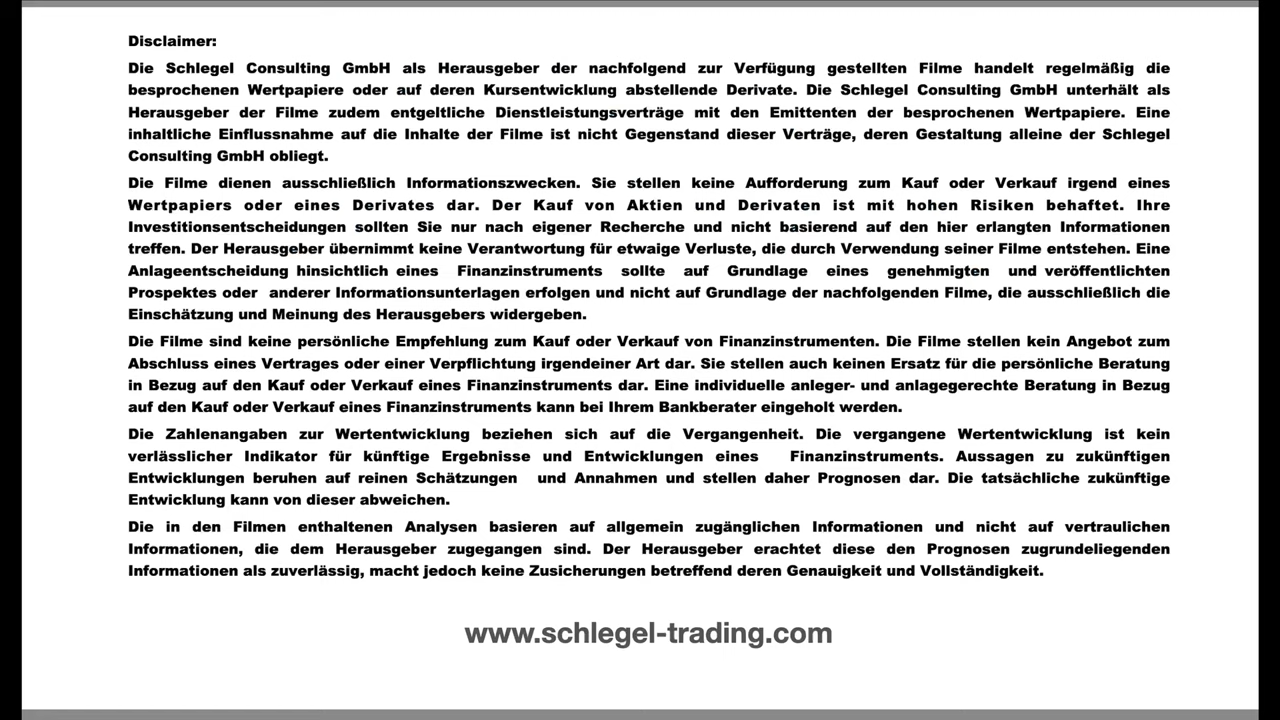 Disclaimer:
Die Schlegel Consulting GmbH als Herausgeber der nachfolgend zur Verfügung gestellten Filme handelt regelmäßig die
besprochenen Wertpapiere oder auf deren Kursentwicklung abstellende Derivate. Die Schlegel Consulting GmbH unterhält als
Herausgeber der Filme zudem entgeltliche Dienstleistungsverträge mit den Emittenten der besprochenen Wertpapiere. Eine
inhaltliche Einflussnahme auf die Inhalte der Filme ist nicht Gegenstand dieser Verträge, deren Gestaltung alleine der Schlegel
Consulting GmbH obliegt.
Die Filme dienen ausschließlich Informationszwecken. Sie stellen keine Aufforderung zum Kauf oder Verkauf irgend eines
Wertpapiers oder eines Derivates dar. Der Kauf von Aktien und Derivaten ist mit hohen Risiken behaftet. Ihre
Investitionsentscheidungen sollten Sie nur nach eigener Recherche und nicht basierend auf den hier erlangten Informationen
treffen. Der Herausgeber übernimmt keine Verantwortung für etwaige Verluste, die durch Verwendung seiner Filme entstehen. Eine
Anlageentscheidung hinsichtlich eines Finanzinstruments sollte auf Grundlage eines genehmigten und veröffentlichten
Prospektes oder anderer Informationsunterlagen erfolgen und nicht auf Grundlage der nachfolgenden Filme, die ausschließlich die
Einschätzung und Meinung des Herausgebers widergeben.
Die Filme sind keine persönliche Empfehlung zum Kauf oder Verkauf von Finanzinstrumenten. Die Filme stellen kein Angebot zum
Abschluss eines Vertrages oder einer Verpflichtung irgendeiner Art dar. Sie stellen auch keinen Ersatz für die persönliche Beratung
in Bezug auf den Kauf oder Verkauf eines Finanzinstruments dar. Eine individuelle anleger- und anlagegerechte Beratung in Bezug
auf den Kauf oder Verkauf eines Finanzinstruments kann bei Ihrem Bankberater eingeholt werden.
Die Zahlenangaben zur Wertentwicklung beziehen sich auf die Vergangenheit. Die vergangene Wertentwicklung ist kein
verlässlicher Indikator für künftige Ergebnisse und Entwicklungen eines Finanzinstruments. Aussagen zu zukünftigen
Entwicklungen beruhen auf reinen Schätzungen und Annahmen und stellen daher Prognosen dar. Die tatsächliche zukünftige
Entwicklung kann von dieser abweichen.
Die in den Filmen enthaltenen Analysen basieren auf allgemein zugänglichen Informationen und nicht auf vertraulichen
Informationen, die dem Herausgeber zugegangen sind. Der Herausgeber erachtet diese den Prognosen zugrundeliegenden
Informationen als zuverlässig, macht jedoch keine Zusicherungen betreffend deren Genauigkeit und Vollständigkeit.
www.schlegel-trading.com